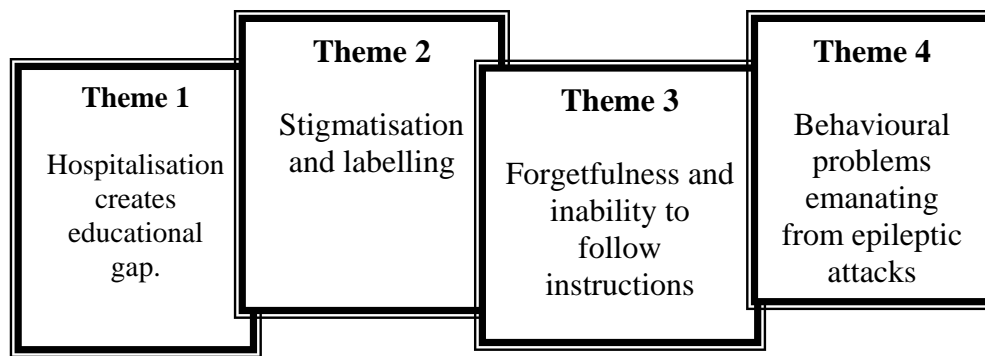 Theme 1
Hospitalisation
creates
educational
gap.
Theme 2
Stigmatisation
and labelling
Theme 3
Forgetfulness and
inability to
follow
instructions
Theme 4
Behavioural
problems
emanating
from epileptic
attacks